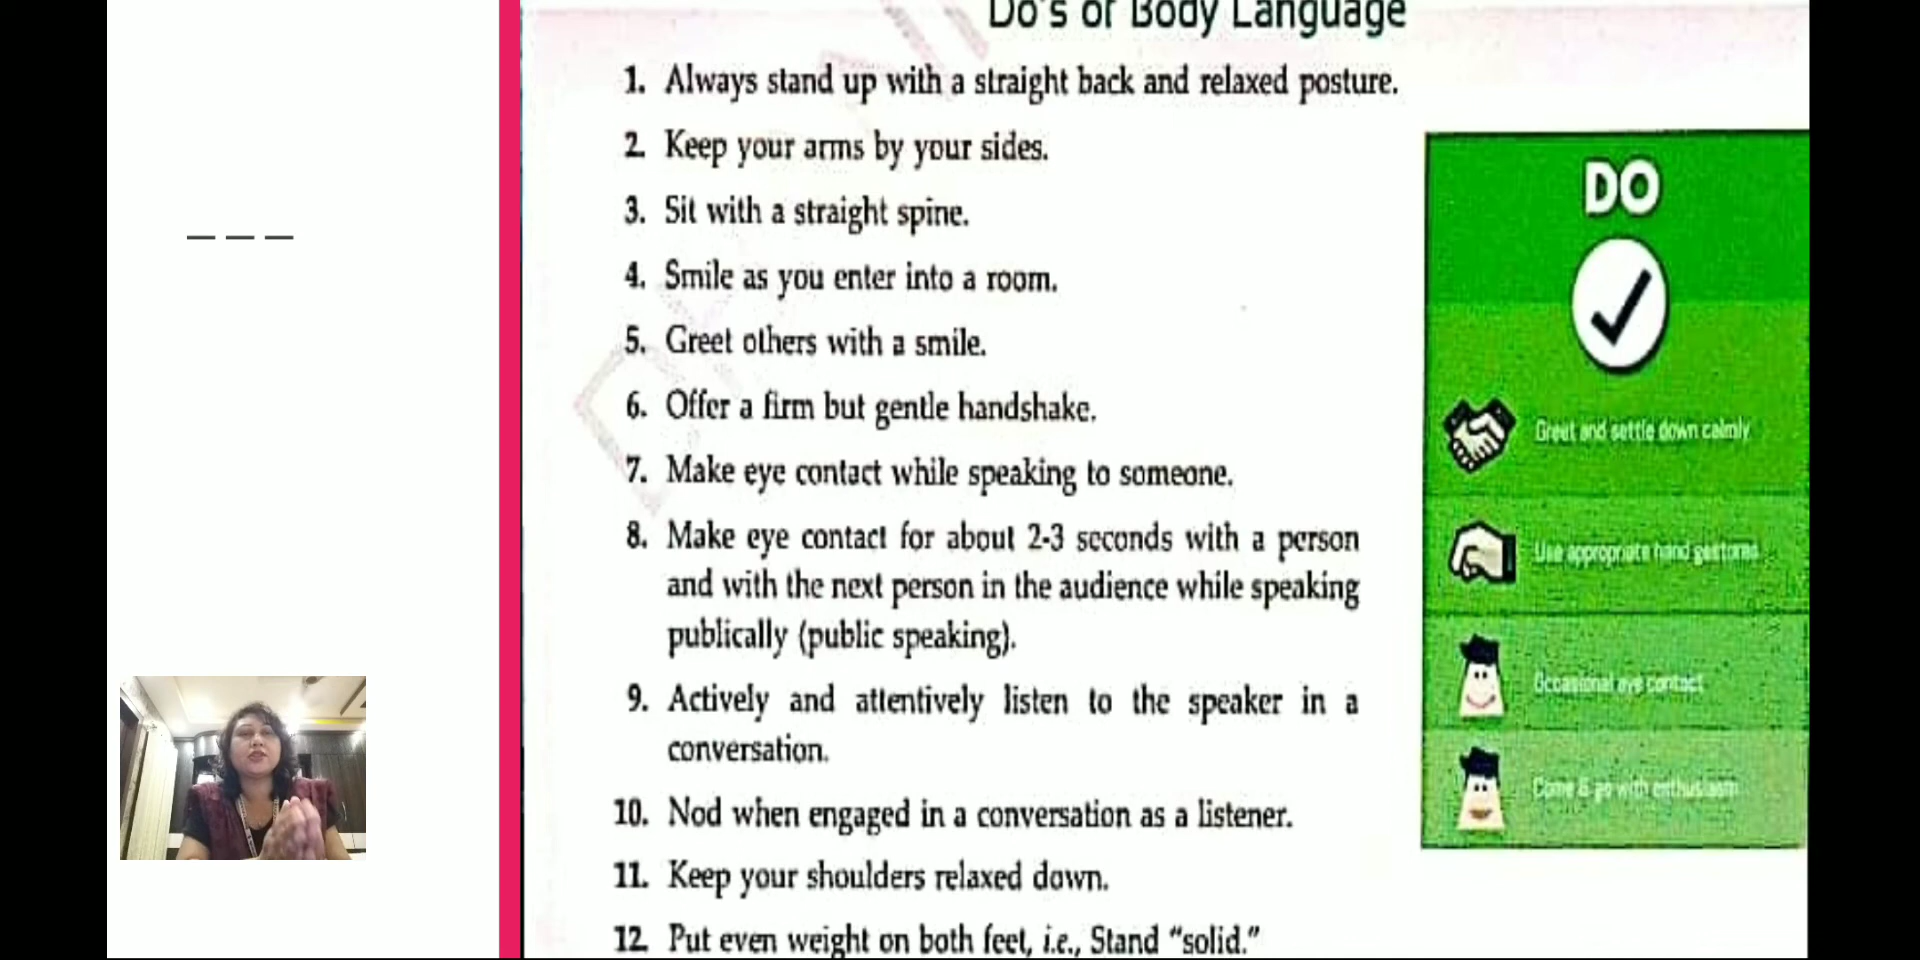 Do's of Body Language
1. Always stand up with a straight back and relaxed posture.
2. Keep your arms by your sides.
3. Sit with a straight spine.
4. Smile as you enter into a room.
5. Greet others with a smile.
6. Offer a firm but gentle handshake.
7. Make eye contact while speaking to someone.
8. Make eye contact for about 2-3 seconds with a person
and with the next person in the audience while speaking
publically (public speaking).
9. Actively and attentively listen to the speaker in a
conversation.
10. Nod when engaged in a conversation as a listener.
11. Keep your shoulders relaxed down.
12. Put even weight on both feet, i.e., Stand “solid.”
DO
Greet and settle down calmly
Use appropriate hand gestures
Occasional eye contact
Come & go with enthusiasm